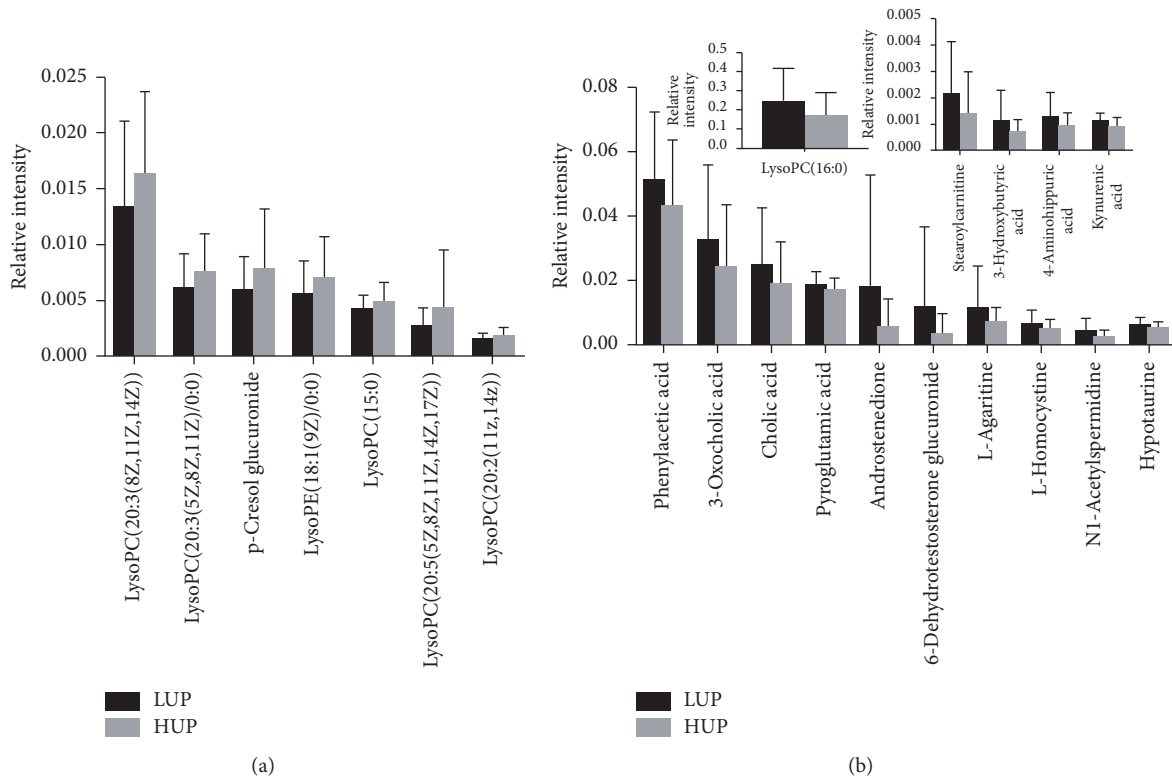 Relative intensity
0.025
0.020
0.015
0.010
0.005
0.000
LysoPC(20:3(8Z,11Z,14Z))
LysoPC(20:3(5Z,8Z,11Z)/0:0)
p-Cresol glucuronide
LysoPE(18:1(9Z)/0:0)
LysoPC(15:0)
LysoPC(20:5(5Z,8Z,11Z,14Z,17Z))
LysoPC(20:2(11z,14z))
LUP
HUP
(a)
Relative intensity
0.08
0.06
0.04
0.02
0.00
Phenylacetic acid
3-Oxocholic acid
Cholic acid
Pyroglutamic acid
Androstenedione
6-Dehydrotestosterone glucuronide
L-Agaritine
L-Homocystine
N1-Acetylspermidine
Hypotaurine
Relative
intensity
0.5
0.4
0.3
0.2
0.1
0.0
LysoPC(16:0)
Relative intensity
0.005
0.004
0.003
0.002
0.001
0.000
Stearoylcarnitine
3-Hydroxybutyric
acid
4-Aminohippuric
acid
Kynurenic
acid
LUP
HUP
(b)